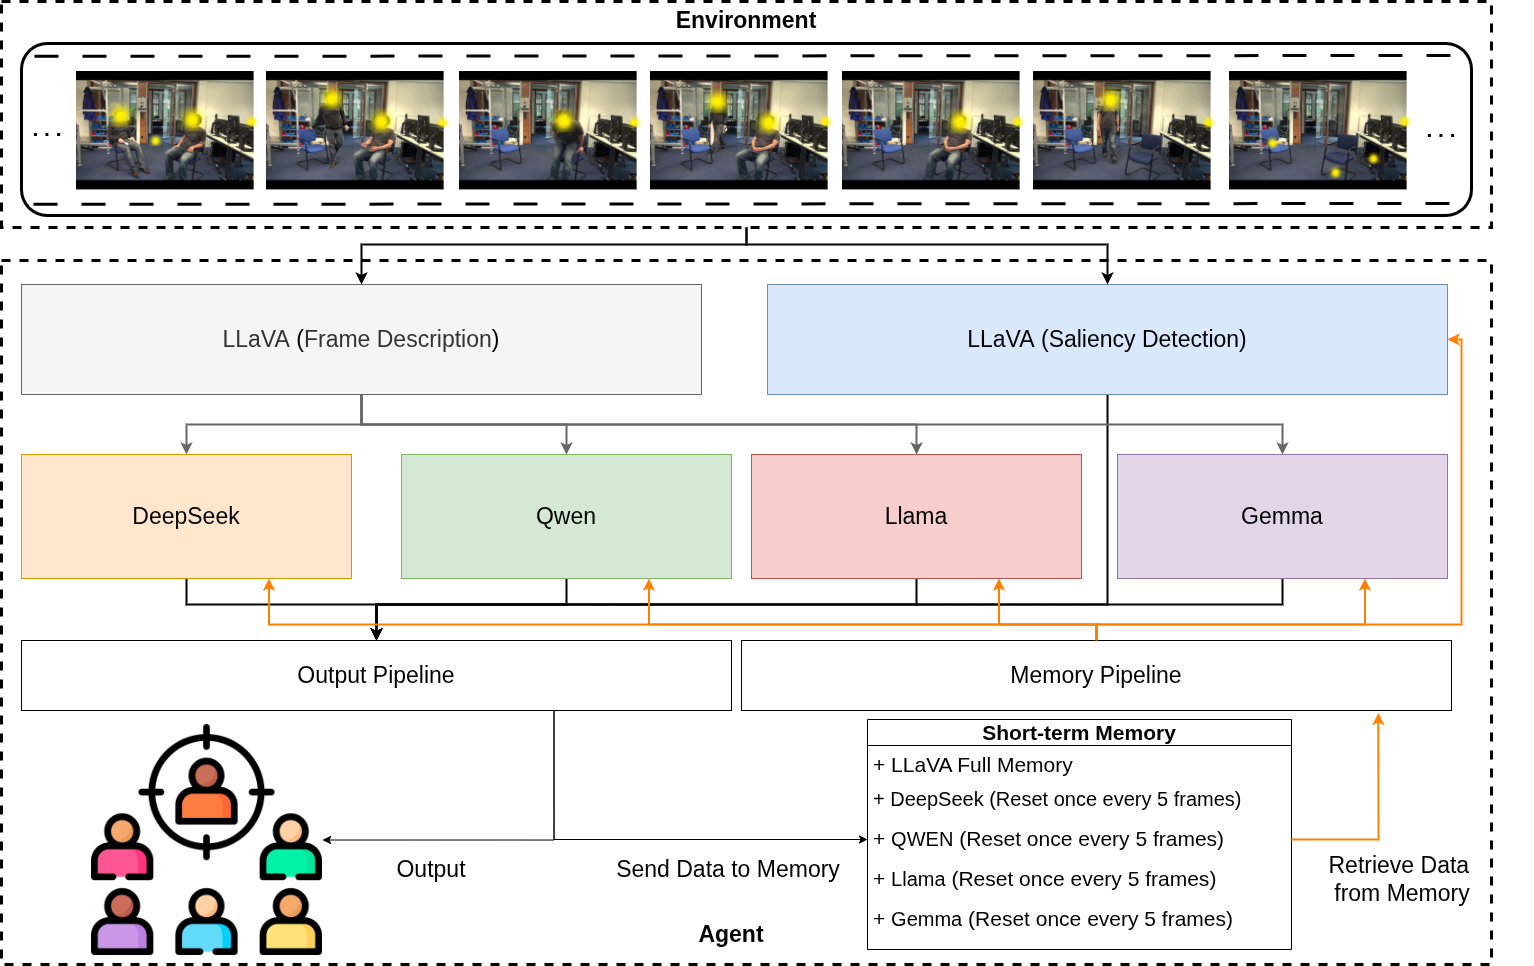 Environment
...
...
LLaVA (Frame Description)
LLaVA (Saliency Detection)
DeepSeek
Qwen
Llama
Gemma
Output Pipeline
Memory Pipeline
Short-term Memory
+ LLaVA Full Memory
+ DeepSeek (Reset once every 5 frames)
+ QWEN (Reset once every 5 frames)
+ Llama (Reset once every 5 frames)
+ Gemma (Reset once every 5 frames)
Output
Send Data to Memory
Retrieve Data
from Memory
Agent